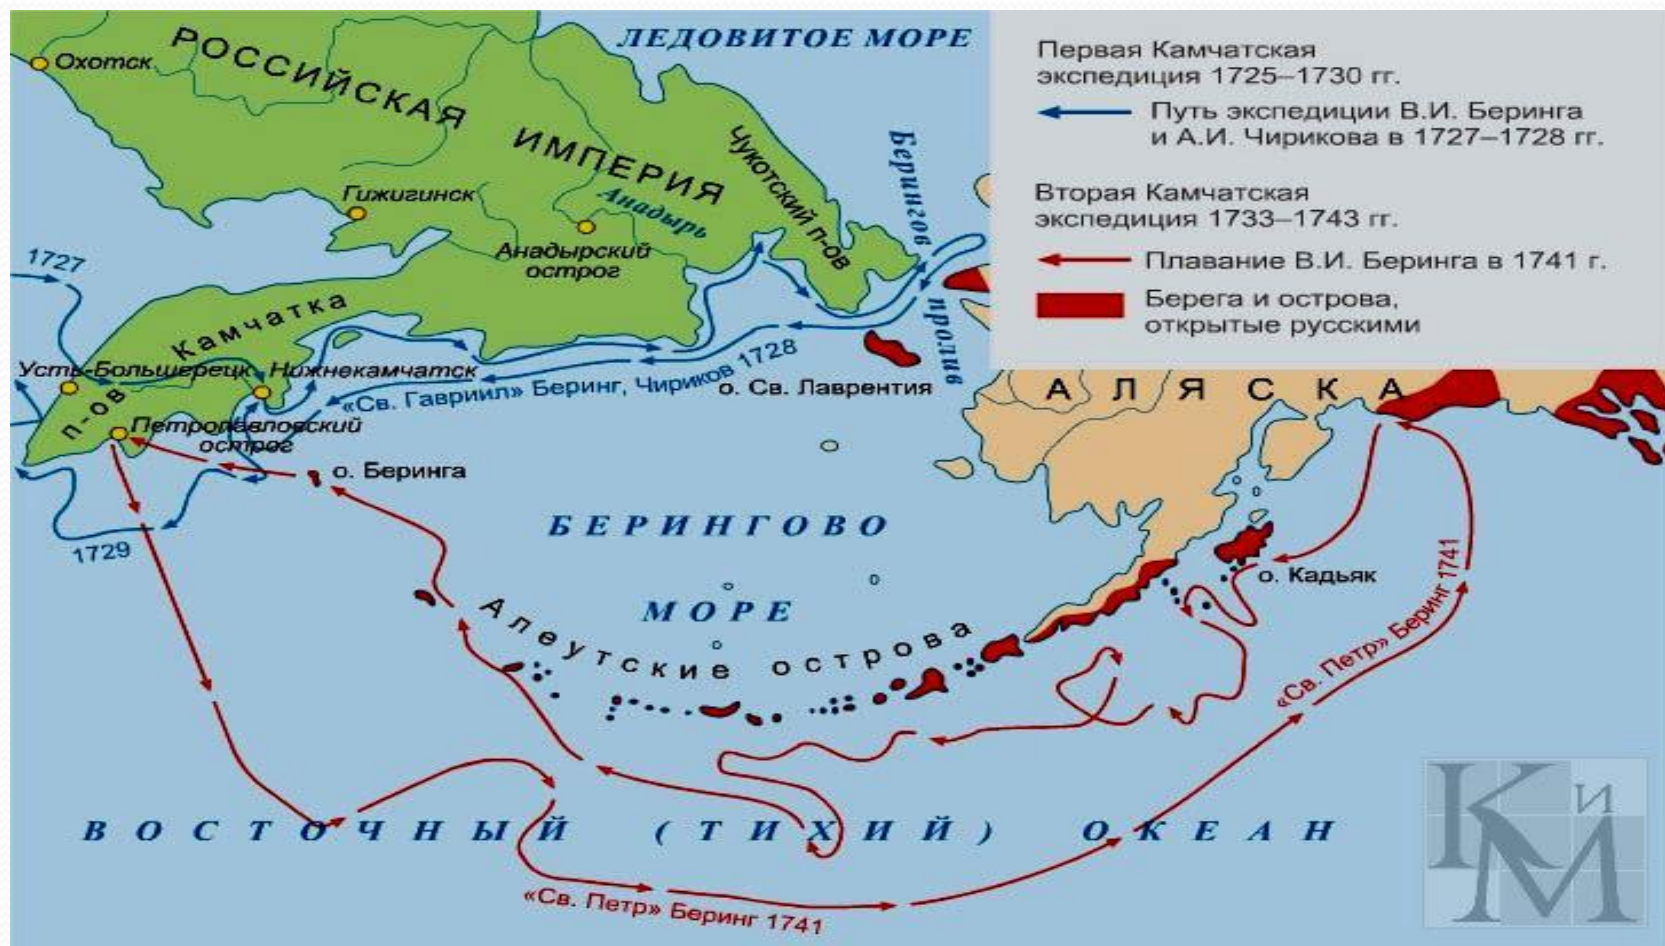 ЛЕДОВИТОЕ МОРЕ
Охотск
РОССИЙСКАЯ
ИМПЕРИЯ
Чукотский п-ов
Берингов
пролив
Гижигинск
Анадырь
Анадырский
острог
1727
Камчатка
п-ов
Усть-Большерецк
Нижнекамчатск
«Св. Гавриил» Беринг, Чириков 1728
о. Св. Лаврентия
Петропавловский
острог
о. Беринга
1729
БЕРИНГОВО
МОРЕ
Алеутские острова
АЛЯСКА
о. Кадьяк
«Св. Петр» Беринг 1741
ВОСТОЧНЫЙ (ТИХИЙ) ОКЕАН
«Св. Петр» Беринг 1741
Первая Камчатская
экспедиция 1725–1730 гг.
Путь экспедиции В.И. Беринга
и А.И. Чирикова в 1727–1728 гг.
Вторая Камчатская
экспедиция 1733–1743 гг.
Плавание В.И. Беринга в 1741 г.
Берега и острова,
открытые русскими
К и М